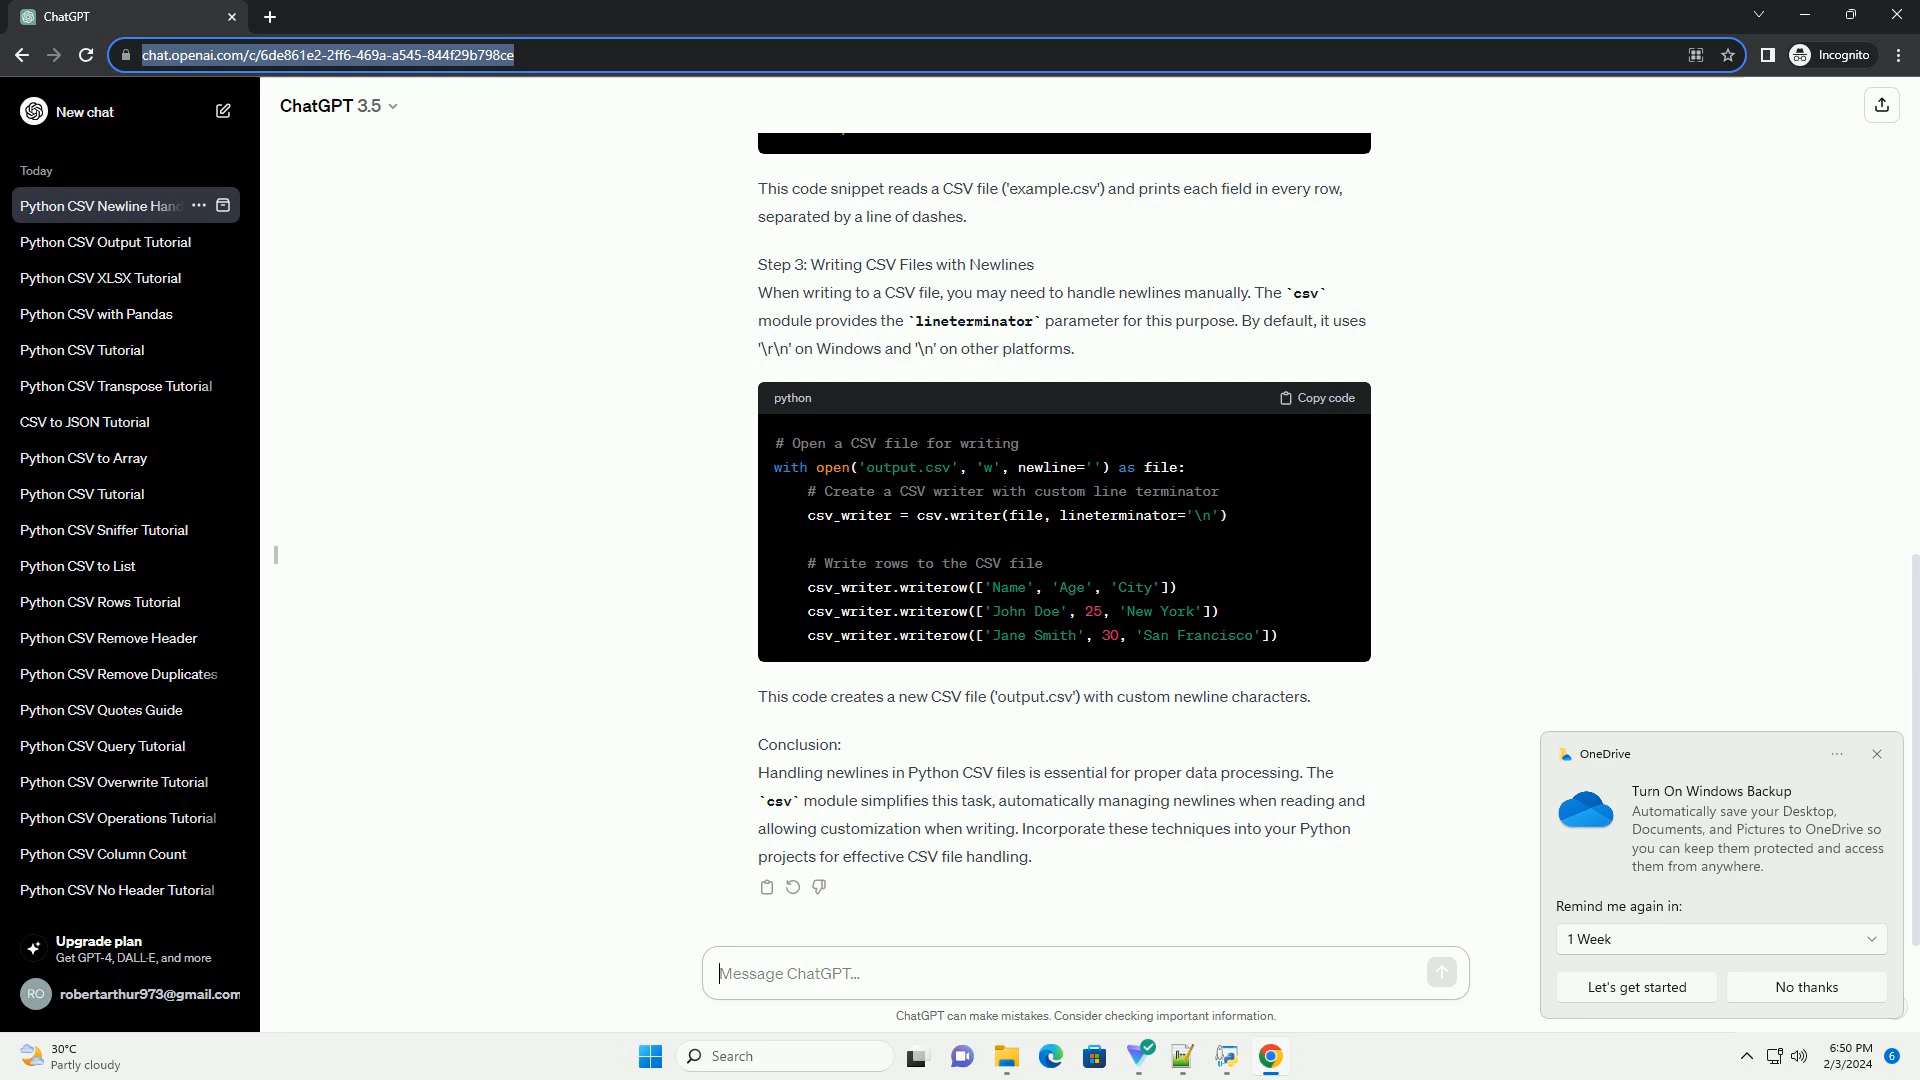 ChatGPT
chat.openai.com/c/6de861e2-2ff6-469a-a545-844f29b798ce
Incognito
New chat
ChatGPT 3.5
Today
Python CSV Newline Hand
Python CSV Output Tutorial
Python CSV XLSX Tutorial
Python CSV with Pandas
Python CSV Tutorial
Python CSV Transpose Tutorial
CSV to JSON Tutorial
Python CSV to Array
Python CSV Tutorial
Python CSV Sniffer Tutorial
Python CSV to List
Python CSV Rows Tutorial
Python CSV Remove Header
Python CSV Remove Duplicates
Python CSV Quotes Guide
Python CSV Query Tutorial
Python CSV Overwrite Tutorial
Python CSV Operations Tutorial
Python CSV Column Count
Python CSV No Header Tutorial
Upgrade plan
Get GPT-4, DALL·E, and more
RO
robertarthur973@gmail.com
This code snippet reads a CSV file ('example.csv') and prints each field in every row,
separated by a line of dashes.
Step 3: Writing CSV Files with Newlines
When writing to a CSV file, you may need to handle newlines manually. The `csv`
module provides the `lineterminator` parameter for this purpose. By default, it uses
'\r\n' on Windows and '\n' on other platforms.
python
Copy code
# Open a CSV file for writing
with open('output.csv', 'w', newline='') as file:
# Create a CSV writer with custom line terminator
csv_writer = csv.writer(file, lineterminator='\n')
# Write rows to the CSV file
csv_writer.writerow(['Name', 'Age', 'City'])
csv_writer.writerow(['John Doe', 25, 'New York'])
csv_writer.writerow(['Jane Smith', 30, 'San Francisco'])
This code creates a new CSV file ('output.csv') with custom newline characters.
Conclusion:
Handling newlines in Python CSV files is essential for proper data processing. The
`csv` module simplifies this task, automatically managing newlines when reading and
allowing customization when writing. Incorporate these techniques into your Python
projects for effective CSV file handling.
Message ChatGPT...
ChatGPT can make mistakes. Consider checking important information.
OneDrive
Turn On Windows Backup
Automatically save your Desktop,
Documents, and Pictures to OneDrive so
you can keep them protected and access
them from anywhere.
Remind me again in:
1 Week
Let's get started
No thanks
30°C
Partly cloudy
Search
6:50 PM
2/3/2024
6